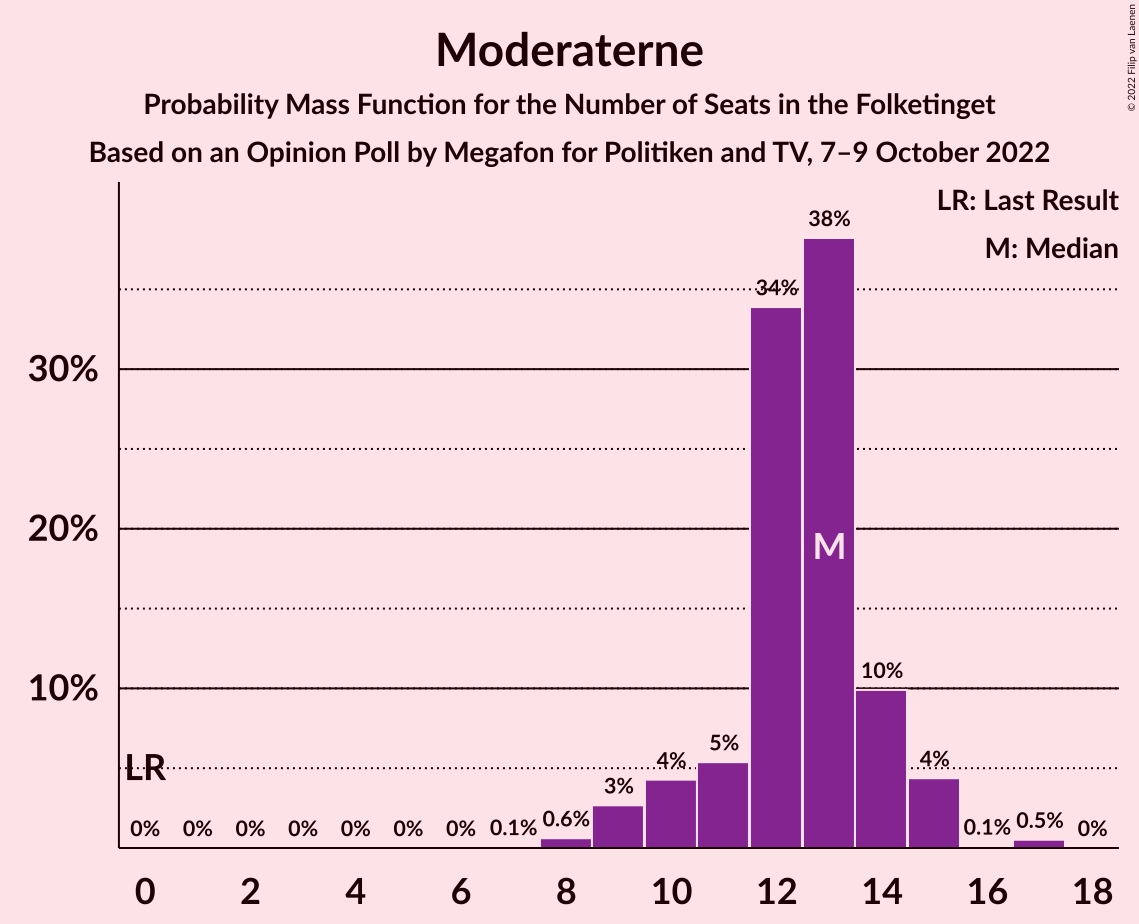 © 2022 Filip van Laenen
Moderaterne
Probability Mass Function for the Number of Seats in the Folketinget
Based on an Opinion Poll by Megafon for Politiken and TV, 7–9 October 2022
LR: Last Result
M: Median
30%
20%
10%
LR
M
0% 0% 0% 0% 0% 0% 0% 0.1% 0.6% 3% 4% 5% 34% 38% 10% 4% 0.1% 0.5% 0%
0 2 4 6 8 10 12 14 16 18